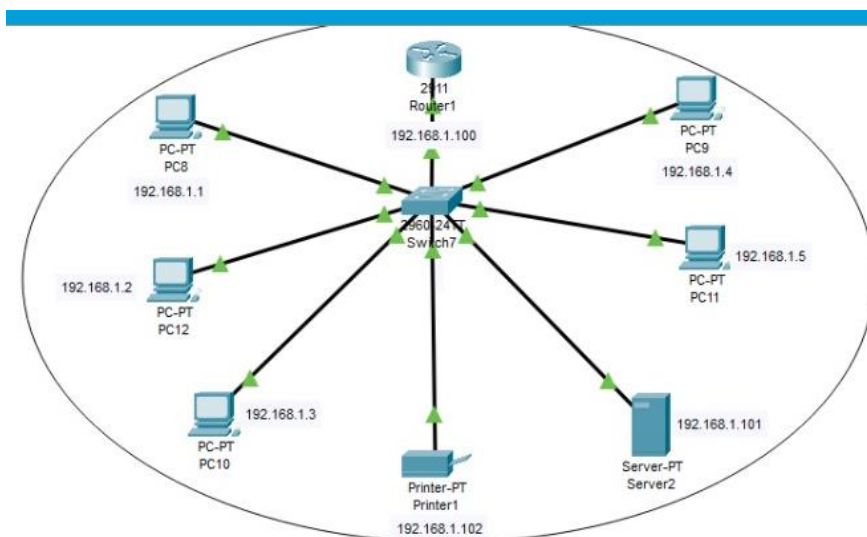 2911
Router1
192.168.1.100
PC-PT
PC8
192.168.1.1
PC-PT
PC9
192.168.1.4
2960-24TT
Switch7
192.168.1.2
PC-PT
PC12
192.168.1.5
PC-PT
PC11
192.168.1.3
PC-PT
PC10
192.168.1.101
Server-PT
Server2
Printer-PT
Printer1
192.168.1.102